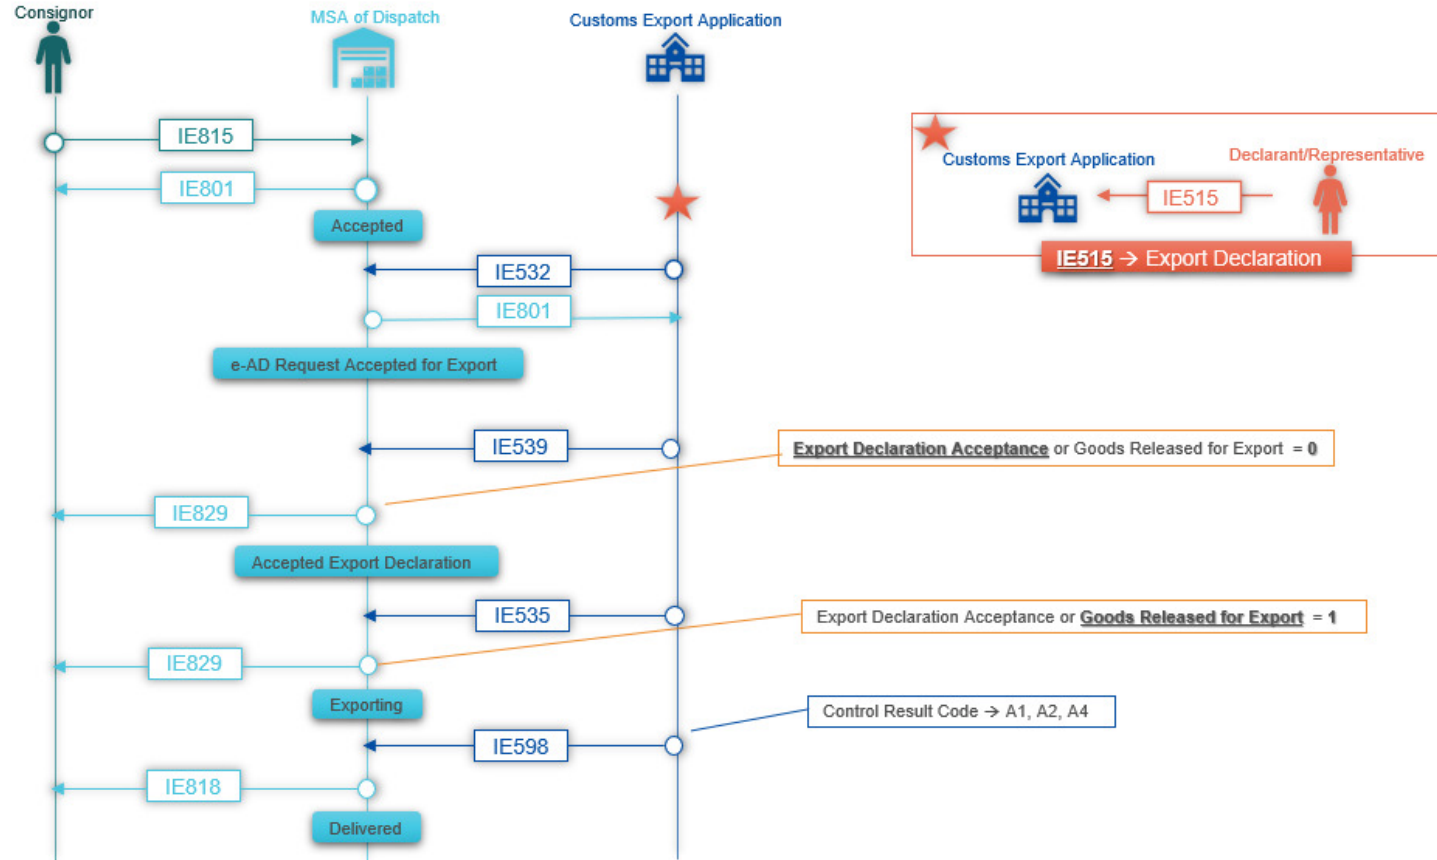 Consignor
MSA of Dispatch
Customs Export Application
IE815
IE801
Accepted
IE532
IE801
e-AD Request Accepted for Export
IE539
Export Declaration Acceptance or Goods Released for Export = 0
IE829
Accepted Export Declaration
IE535
Export Declaration Acceptance or Goods Released for Export = 1
IE829
Exporting
Control Result Code → A1, A2, A4
IE598
IE818
Delivered
Customs Export Application
Declarant/Representative
IE515
IE515 → Export Declaration